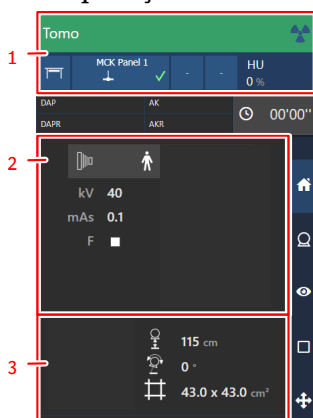 Tomo
1
MCK Panel 1
- -
HU
0 %
DAP AK
DAPR AKR
00'00''
2
kV 40
mAs 0.1
F
3
115 cm
0 °
43.0 x 43.0 cm²